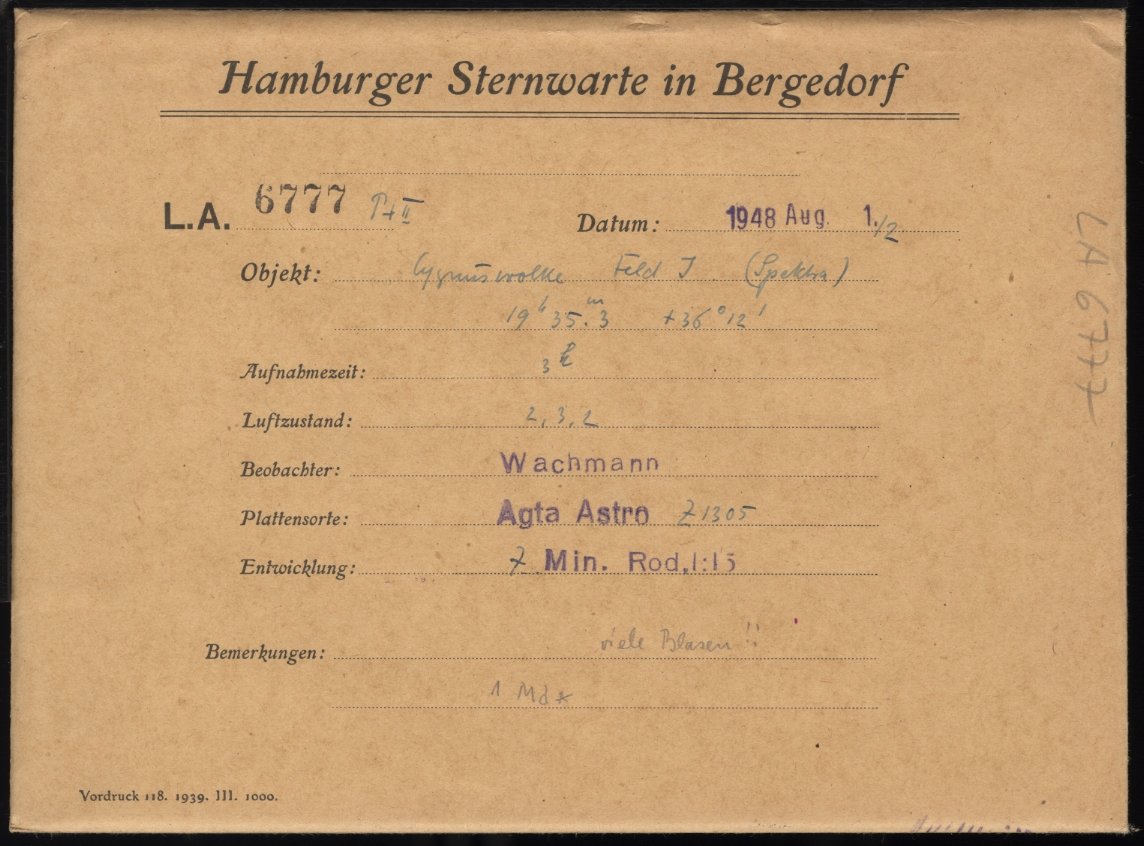 Hamburger Sternwarte in Bergedorf
L.A. 6777 P+II
Datum: 1948 Aug. 1./2
Objekt: Cygnuswolke Feld I (Spektra)
19h 35.m3 +36° 12'
Aufnahmezeit: 3h
Luftzustand: 2, 3, 2
Beobachter: Wachmann
Plattensorte: Agfa Astro Z1305
Entwicklung: 7 Min. Rod. 1:15
Bemerkungen: viele Blasen!!
1 Md*
Vordruck 118. 1939. III. 1000.
LA 6777